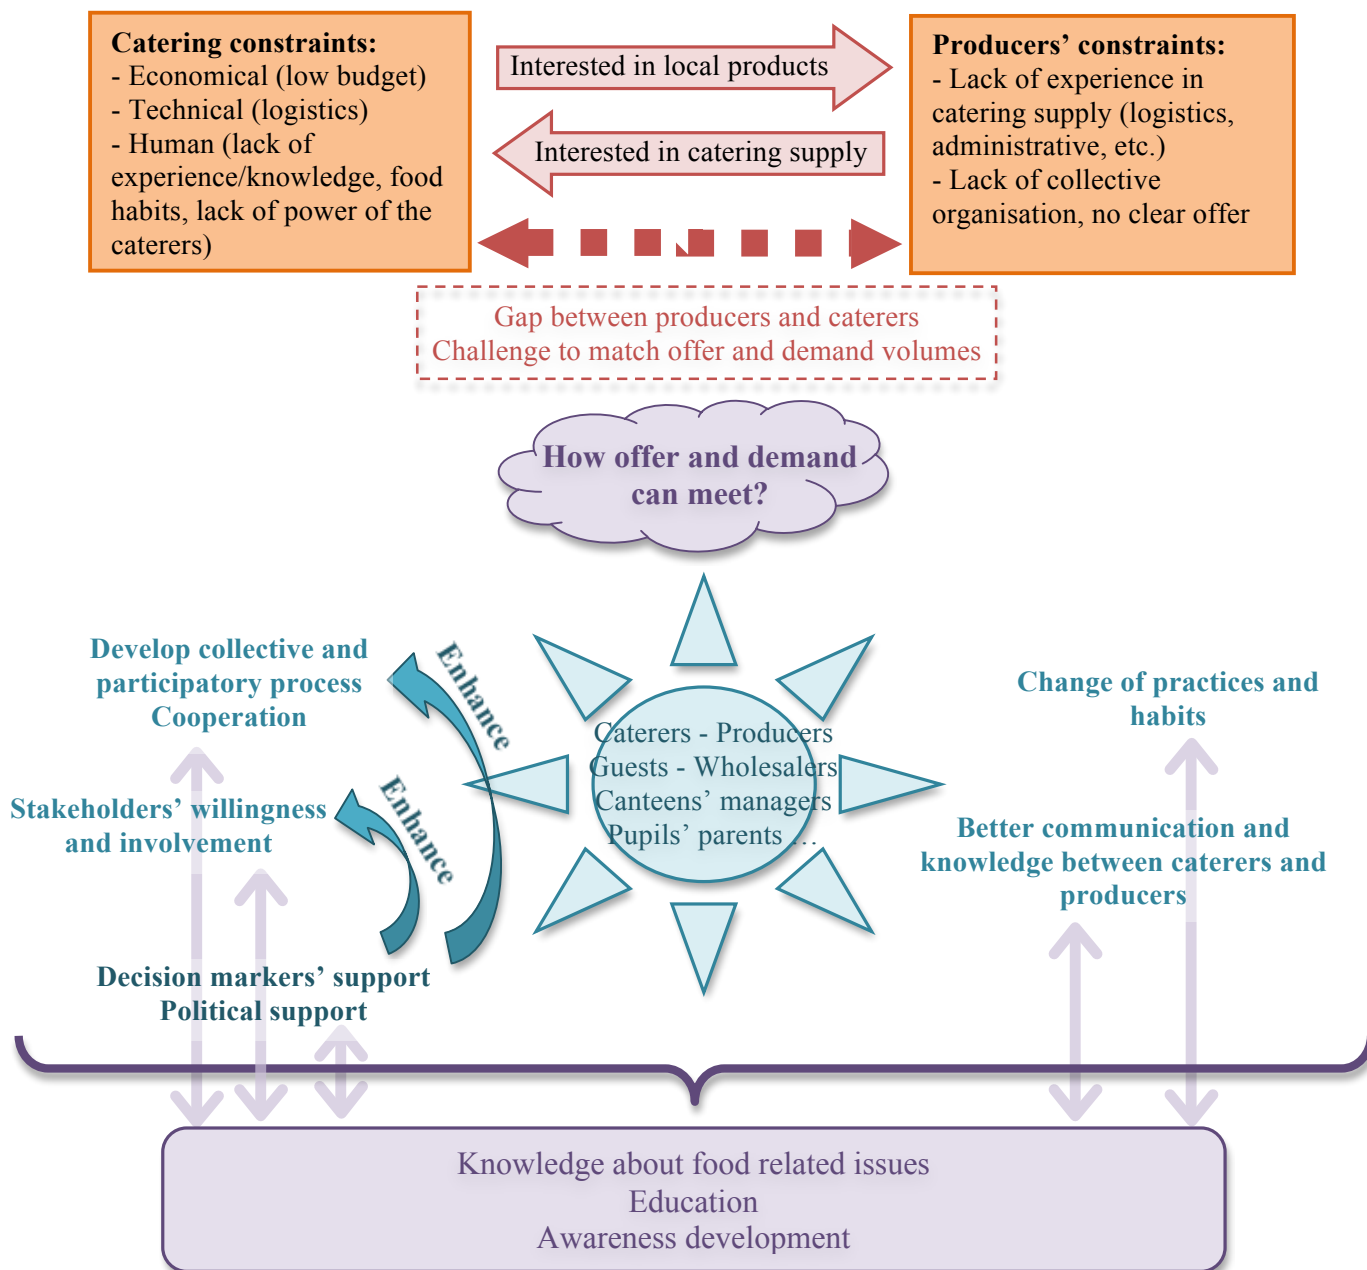 Catering constraints:
- Economical (low budget)
- Technical (logistics)
- Human (lack of
experience/knowledge, food
habits, lack of power of the
caterers)
Interested in local products
Interested in catering supply
Producers’ constraints:
- Lack of experience in
catering supply (logistics,
administrative, etc.)
- Lack of collective
organisation, no clear offer
Gap between producers and caterers
Challenge to match offer and demand volumes
How offer and demand
can meet?
Develop collective and
participatory process
Cooperation
Enhance
Stakeholders’ willingness
and involvement
Enhance
Decision markers’ support
Political support
Caterers - Producers
Guests - Wholesalers
Canteens’ managers
Pupils’ parents …
Change of practices and
habits
Better communication and
knowledge between caterers and
producers
Knowledge about food related issues
Education
Awareness development